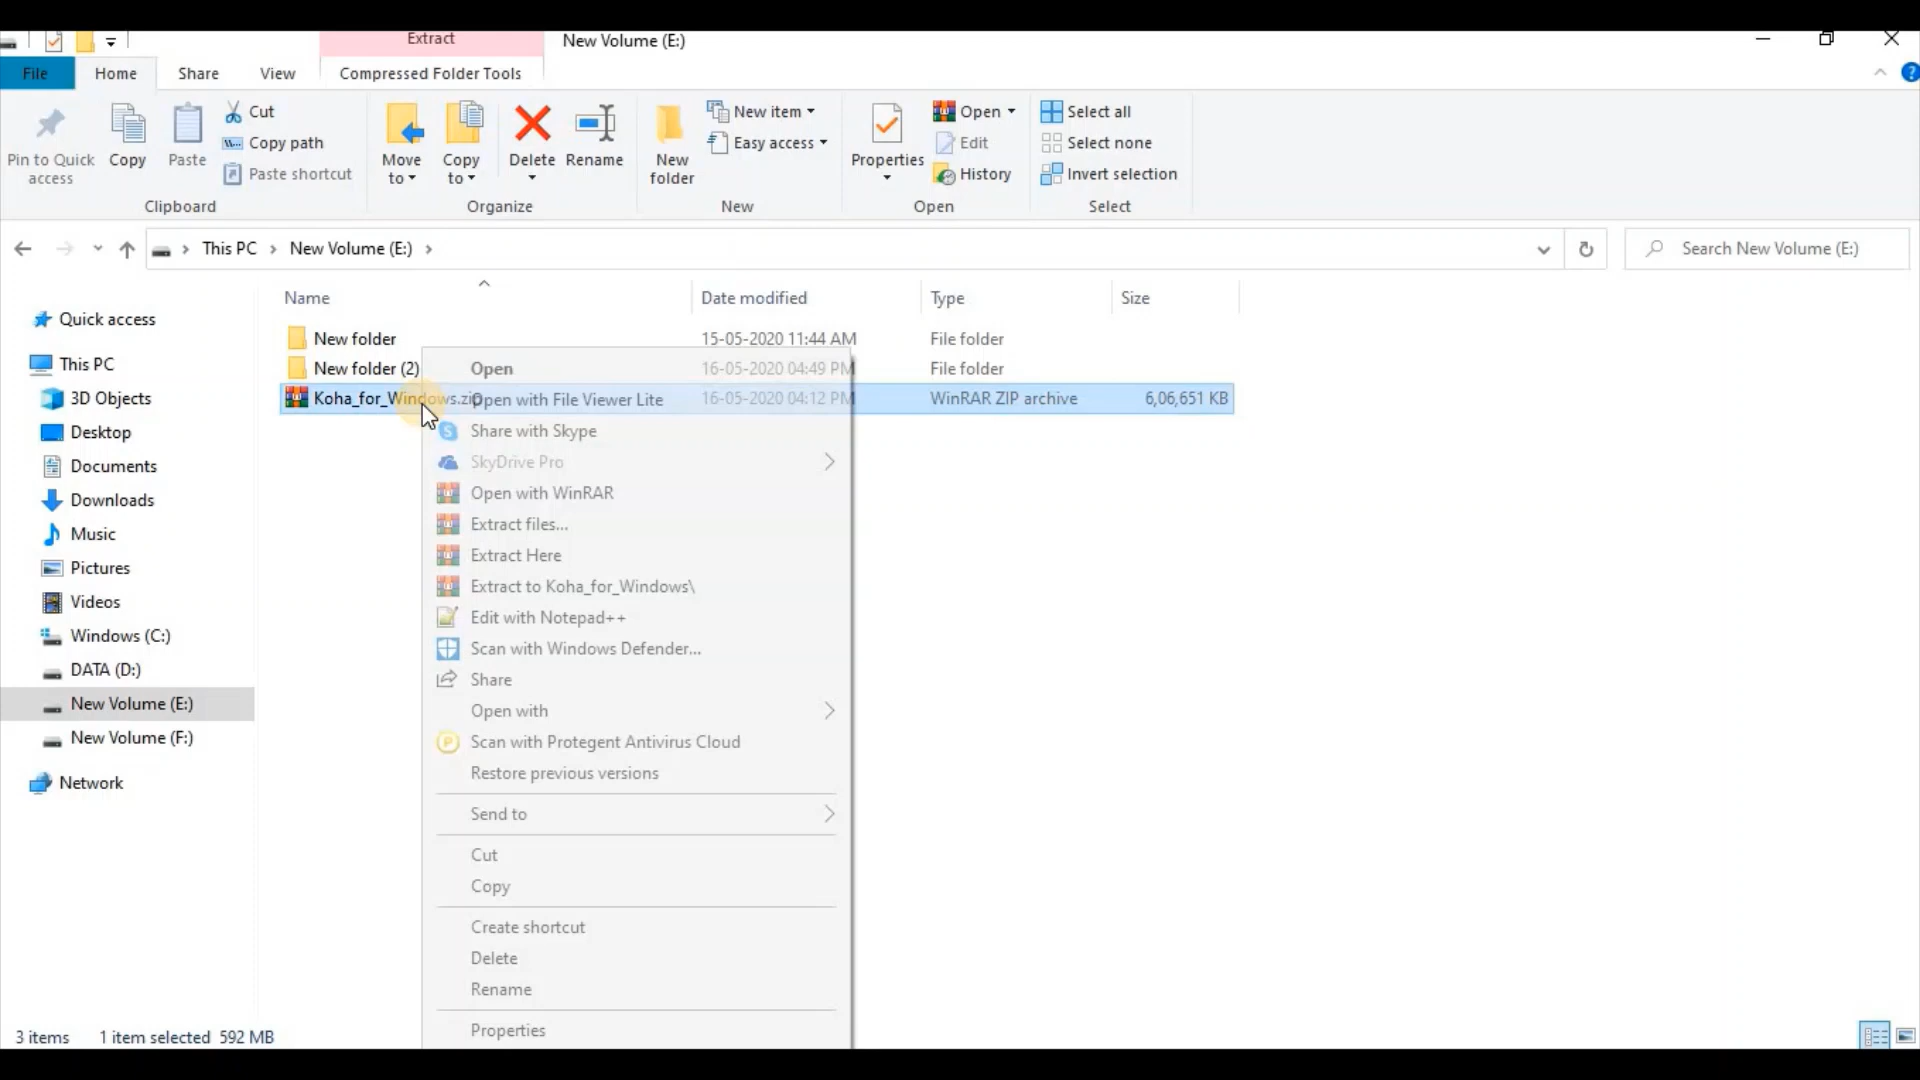 Extract
New Volume (E:)
File
Home
Share
View
Compressed Folder Tools
Pin to Quick access
Copy
Paste
Cut
Copy path
Paste shortcut
Clipboard
Move to
Copy to
Delete
Rename
Organize
New folder
New item
Easy access
New
Properties
Open
Edit
History
Open
Select all
Select none
Invert selection
Select
This PC
New Volume (E:)
Search New Volume (E:)
Name
Date modified
Type
Size
New folder
15-05-2020 11:44 AM
File folder
New folder (2)
16-05-2020 04:49 PM
File folder
Koha_for_Windows.zip
16-05-2020 04:12 PM
WinRAR ZIP archive
6,06,651 KB
Open
Open with File Viewer Lite
Share with Skype
SkyDrive Pro
Open with WinRAR
Extract files...
Extract Here
Extract to Koha_for_Windows\
Edit with Notepad++
Scan with Windows Defender...
Share
Open with
Scan with Protegent Antivirus Cloud
Restore previous versions
Send to
Cut
Copy
Create shortcut
Delete
Rename
Properties
Quick access
This PC
3D Objects
Desktop
Documents
Downloads
Music
Pictures
Videos
Windows (C:)
DATA (D:)
New Volume (E:)
New Volume (F:)
Network
3 items
1 item selected 592 MB